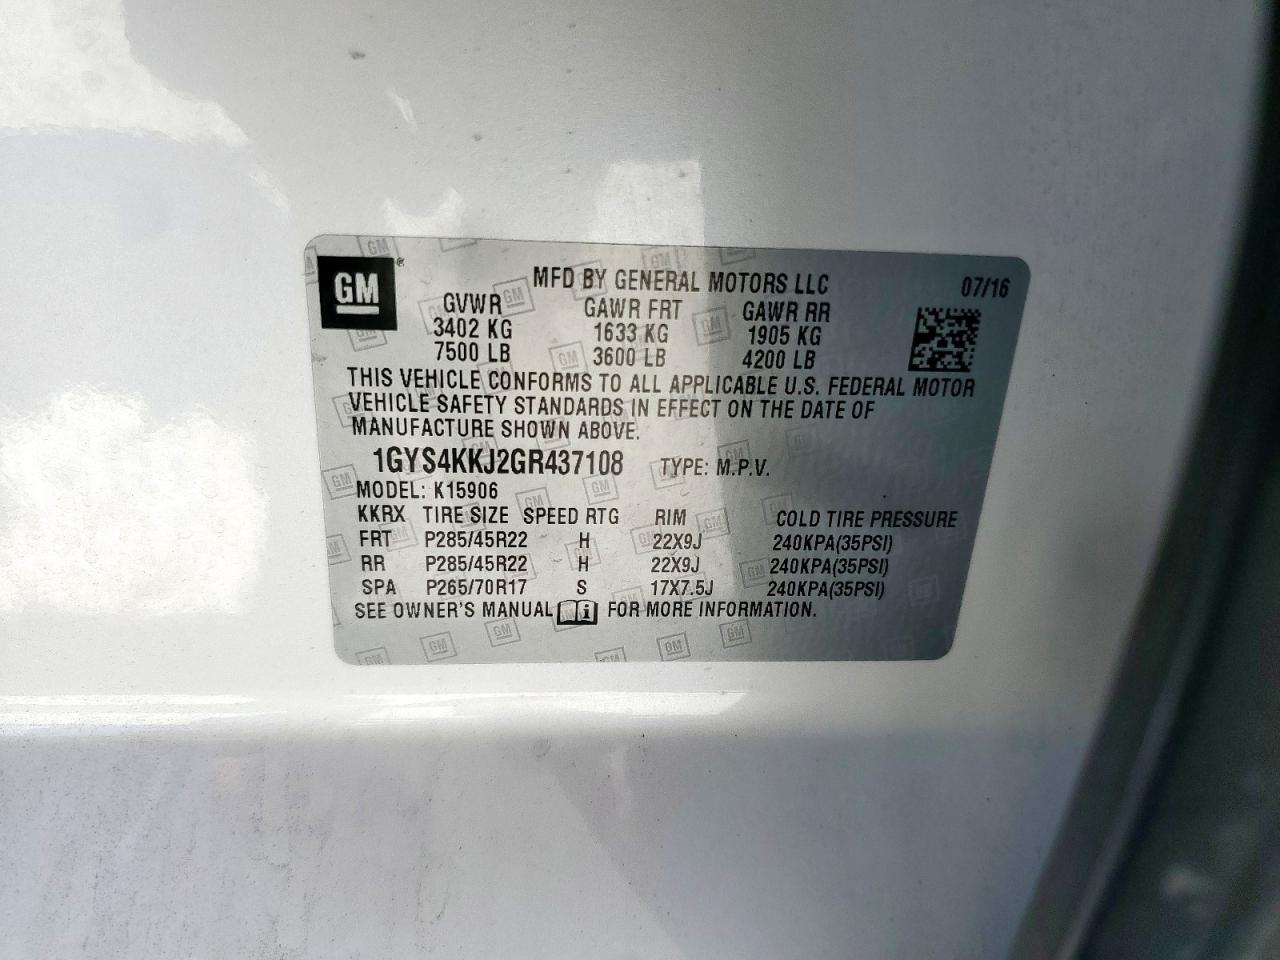 GM®
MFD BY GENERAL MOTORS LLC 07/16
GVWR GAWR FRT GAWR RR
3402 KG 1633 KG 1905 KG
7500 LB 3600 LB 4200 LB
THIS VEHICLE CONFORMS TO ALL APPLICABLE U.S. FEDERAL MOTOR
VEHICLE SAFETY STANDARDS IN EFFECT ON THE DATE OF
MANUFACTURE SHOWN ABOVE.
1GYS4KKJ2GR437108 TYPE: M.P.V.
MODEL: K15906
KKRX TIRE SIZE SPEED RTG RIM COLD TIRE PRESSURE
FRT P285/45R22 H 22X9J 240KPA(35PSI)
RR P285/45R22 H 22X9J 240KPA(35PSI)
SPA P265/70R17 S 17X7.5J 240KPA(35PSI)
SEE OWNER'S MANUAL FOR MORE INFORMATION.